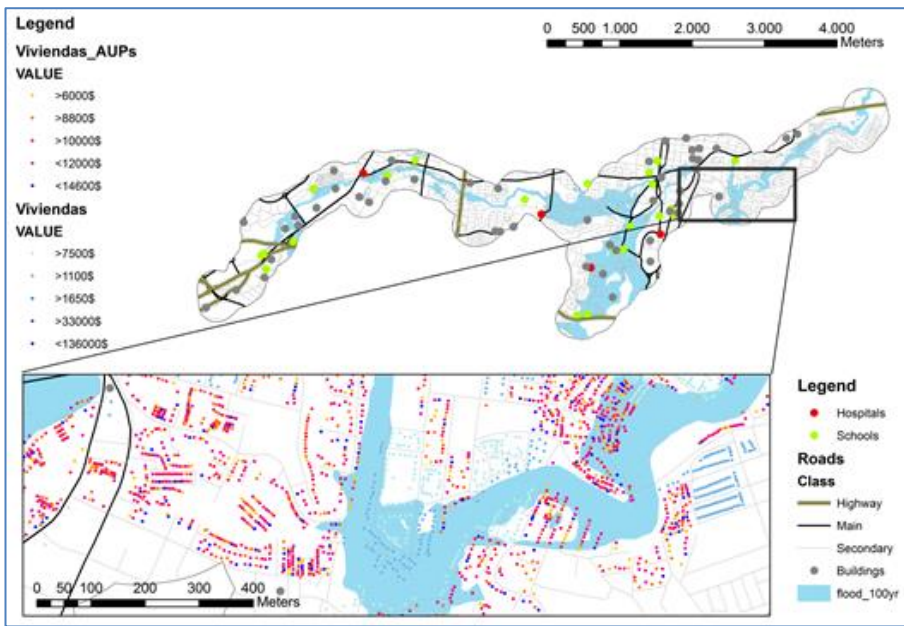 Legend
Viviendas_AUPs
VALUE
>6000$
>8800$
>10000$
<12000$
<14600$
Viviendas
VALUE
>7500$
>1100$
>1650$
>33000$
<136000$
0 500 1.000 2.000 3.000 4.000
Meters
0 50 100 200 300 400
Meters
Legend
Hospitals
Schools
Roads
Class
Highway
Main
Secondary
Buildings
flood_100yr